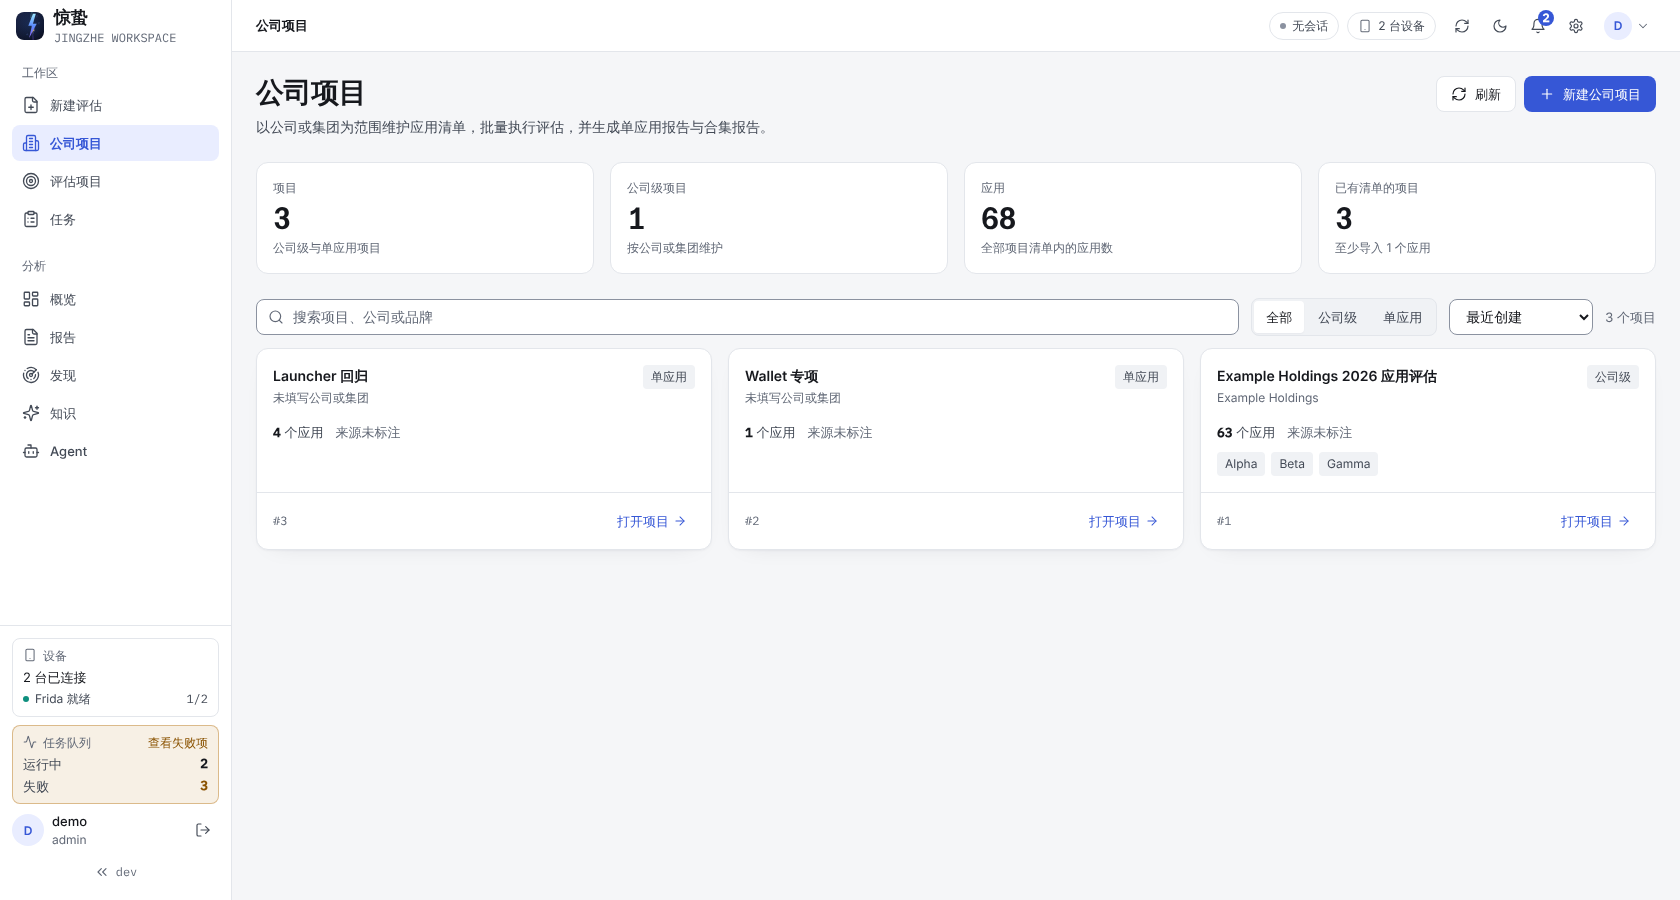 惊蛰
JINGZHE WORKSPACE
工作区
新建评估
公司项目
评估项目
任务
分析
概览
报告
发现
知识
Agent
设备
2 台已连接
Frida 就绪 1/2
任务队列 查看失败项
运行中 2
失败 3
D demo
admin
dev
公司项目 无会话 2 台设备 2 D
公司项目 刷新 新建公司项目
以公司或集团为范围维护应用清单，批量执行评估，并生成单应用报告与合集报告。
项目
3
公司级与单应用项目
公司级项目
1
按公司或集团维护
应用
68
全部项目清单内的应用数
已有清单的项目
3
至少导入 1 个应用
搜索项目、公司或品牌 全部 公司级 单应用 最近创建 3 个项目
Launcher 回归 单应用
未填写公司或集团
4 个应用 来源未标注
#3 打开项目
Wallet 专项 单应用
未填写公司或集团
1 个应用 来源未标注
#2 打开项目
Example Holdings 2026 应用评估 公司级
Example Holdings
63 个应用 来源未标注
Alpha Beta Gamma
#1 打开项目